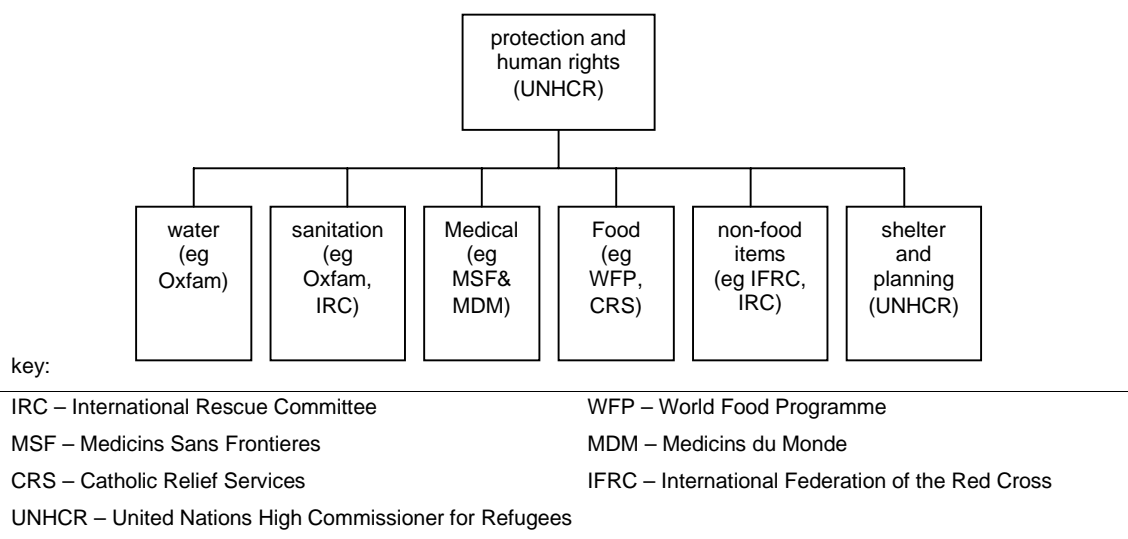 protection and
human rights
(UNHCR)
water
(eg
Oxfam)
sanitation
(eg
Oxfam,
IRC)
Medical
(eg
MSF&
MDM)
Food
(eg
WFP,
CRS)
non-food
items
(eg IFRC,
IRC)
shelter
and
planning
(UNHCR)
key:
IRC – International Rescue Committee
WFP – World Food Programme
MSF – Medicins Sans Frontieres
MDM – Medicins du Monde
CRS – Catholic Relief Services
IFRC – International Federation of the Red Cross
UNHCR – United Nations High Commissioner for Refugees